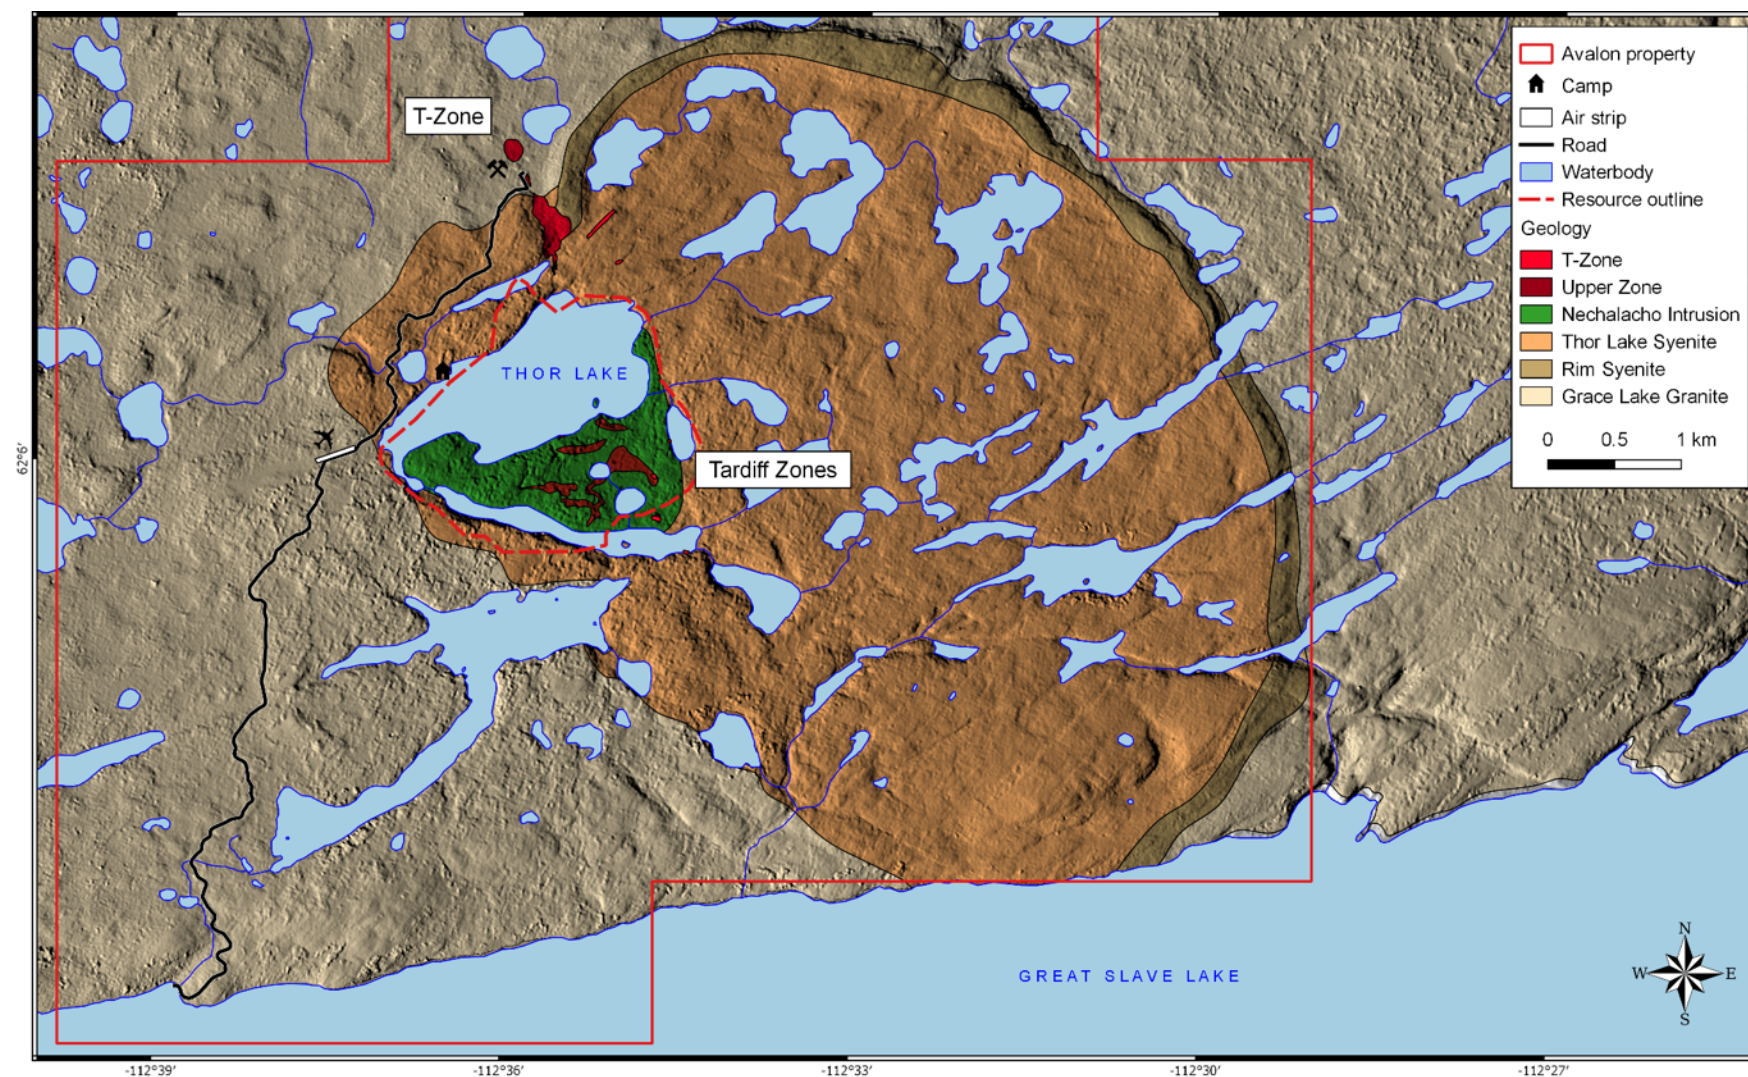 T-Zone
THOR LAKE
Tardiff Zones
GREAT SLAVE LAKE
Avalon property
Camp
Air strip
Road
Waterbody
Resource outline
Geology
T-Zone
Upper Zone
Nechalacho Intrusion
Thor Lake Syenite
Rim Syenite
Grace Lake Granite
0 0.5 1 km
N
W E
S
62°6'
-112°39' -112°36' -112°33' -112°30' -112°27'